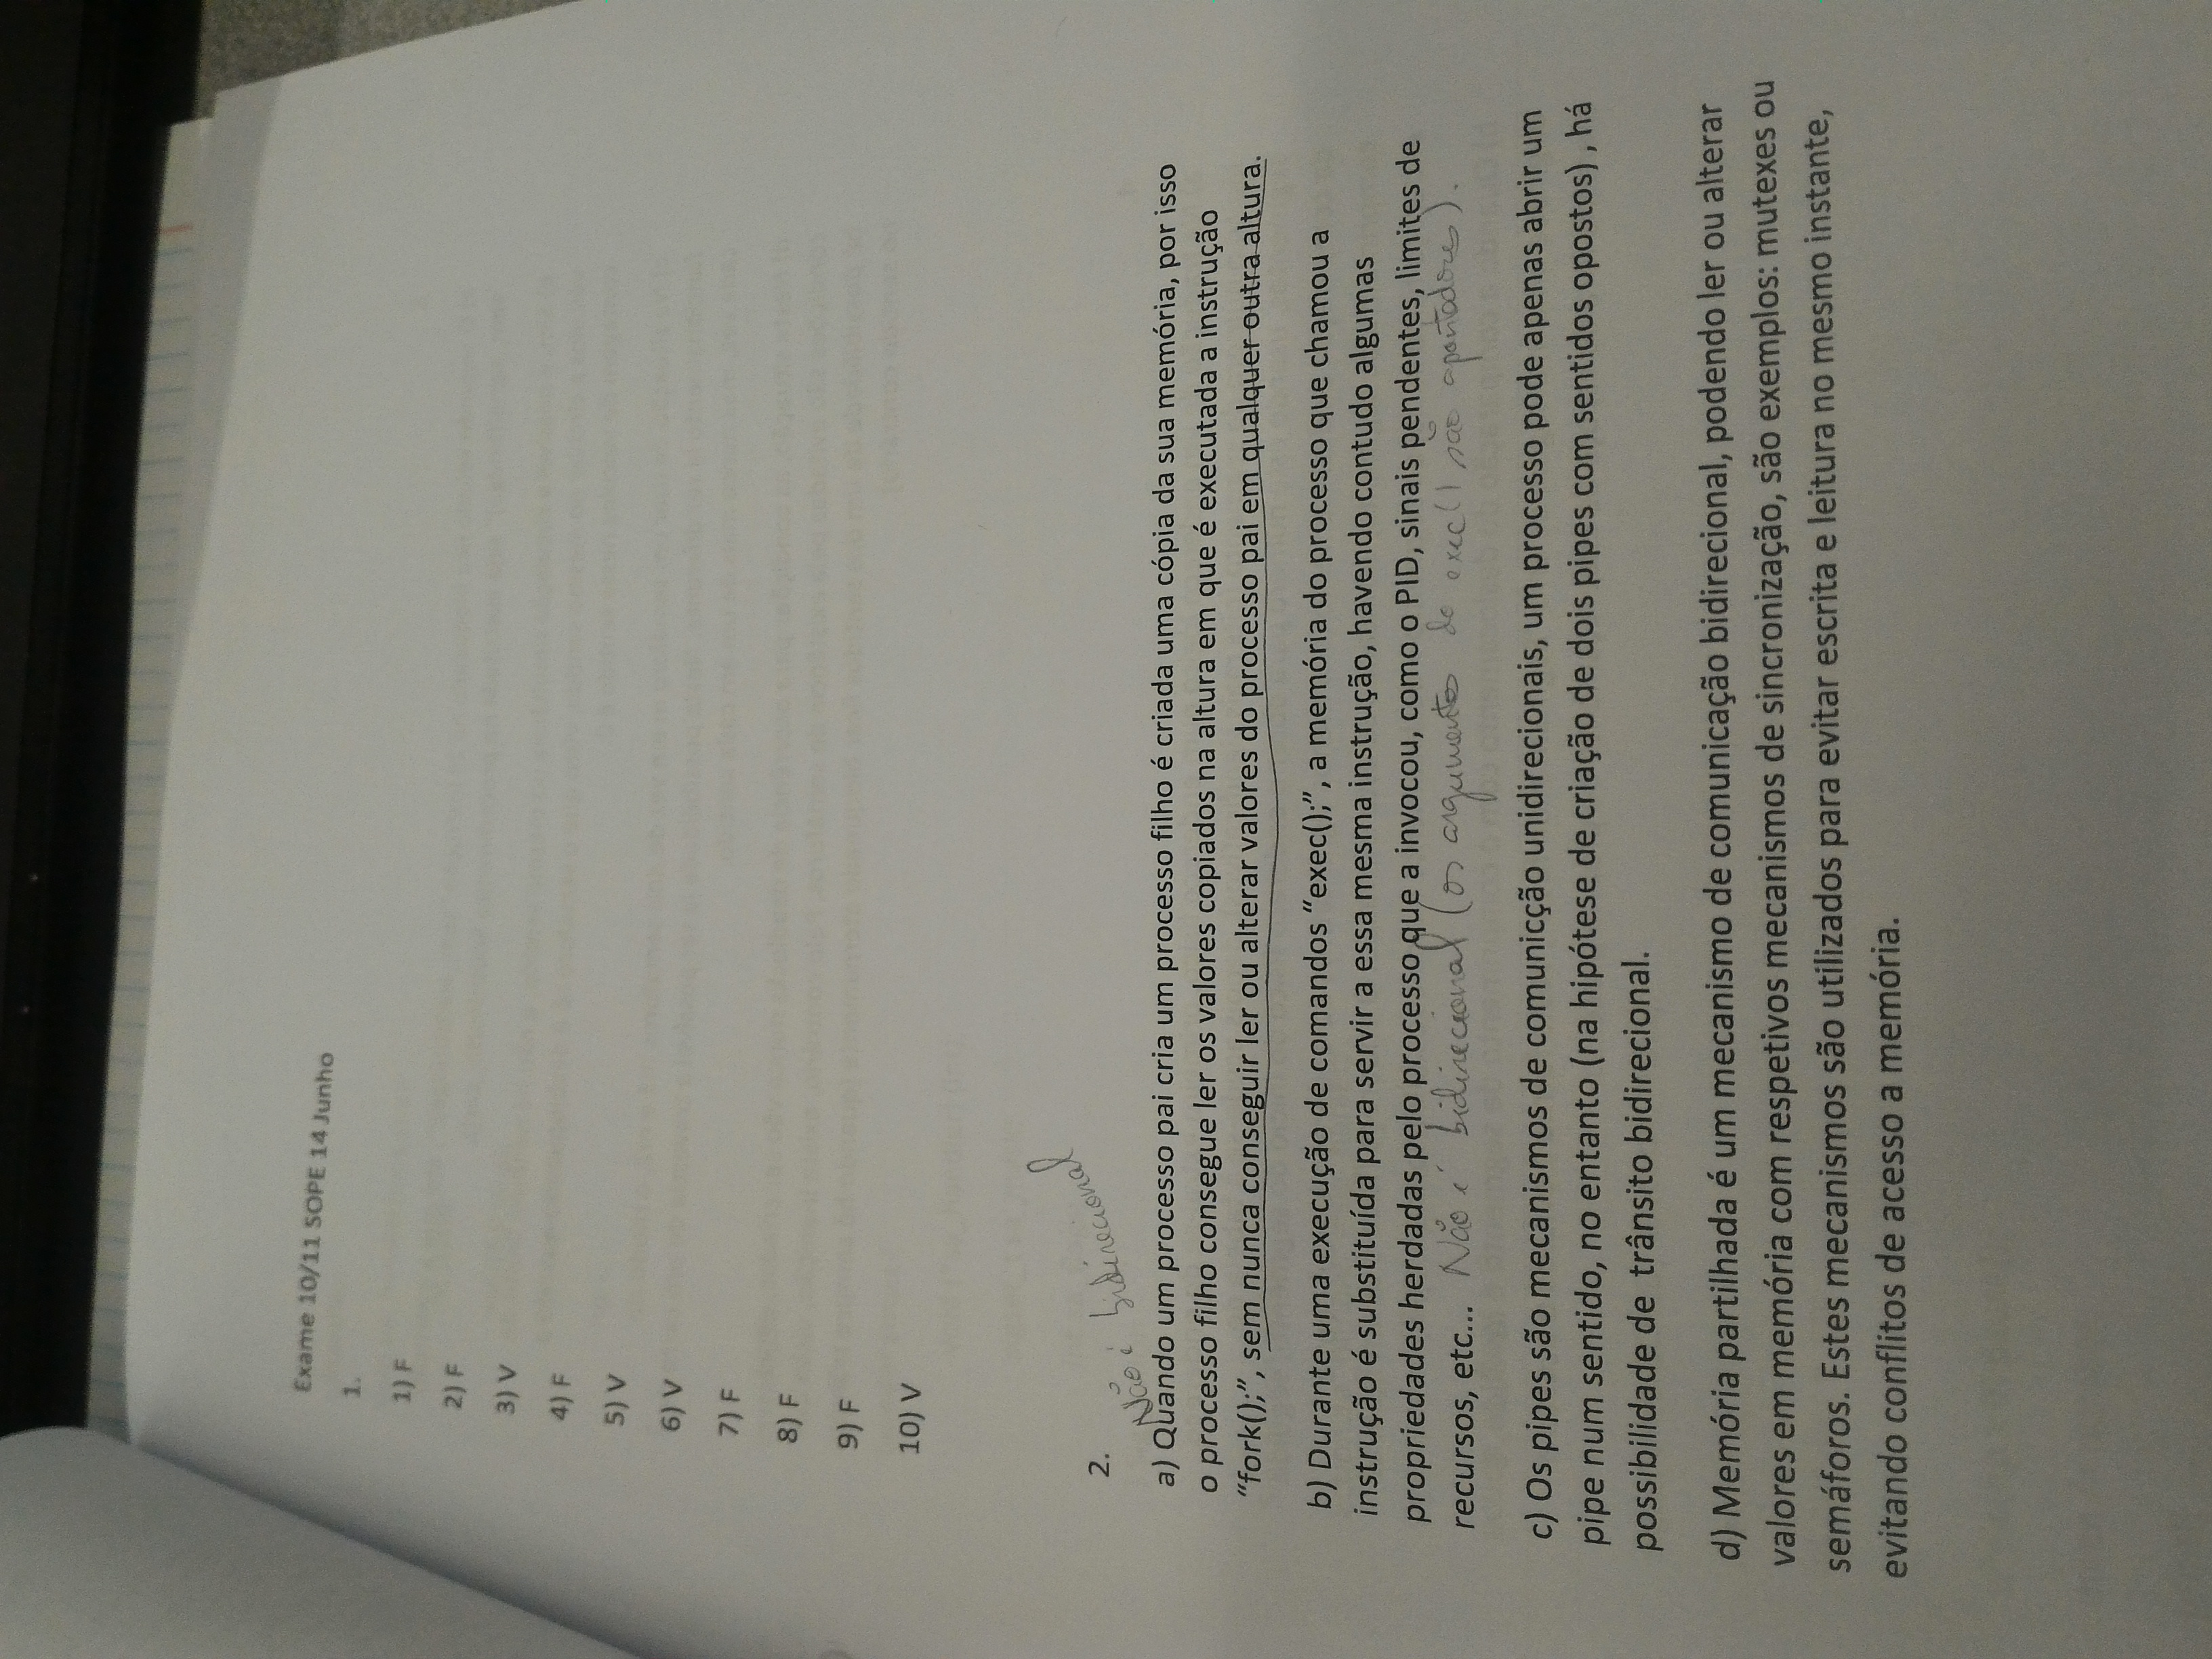 Exame 10/11 SOPE 14 Junho
1.
1) F
2) F
3) V
4) F
5) V
6) V
7) F
8) F
9) F
10) V
2.
Não é bidirecional
a) Quando um processo pai cria um processo filho é criada uma cópia da sua memória, por isso
o processo filho consegue ler os valores copiados na altura em que é executada a instrução
“fork();”, sem nunca conseguir ler ou alterar valores do processo pai em qualquer outra altura.
b) Durante uma execução de comandos “exec();”, a memória do processo que chamou a
instrução é substituída para servir a essa mesma instrução, havendo contudo algumas
propriedades herdadas pelo processo que a invocou, como o PID, sinais pendentes, limites de
recursos, etc... Não é bidirecional (os argumentos do exec() são apontadores).
c) Os pipes são mecanismos de comunicção unidirecionais, um processo pode apenas abrir um
pipe num sentido, no entanto (na hipótese de criação de dois pipes com sentidos opostos) , há
possibilidade de trânsito bidirecional.
d) Memória partilhada é um mecanismo de comunicação bidirecional, podendo ler ou alterar
valores em memória com respetivos mecanismos de sincronização, são exemplos: mutexes ou
semáforos. Estes mecanismos são utilizados para evitar escrita e leitura no mesmo instante,
evitando conflitos de acesso a memória.